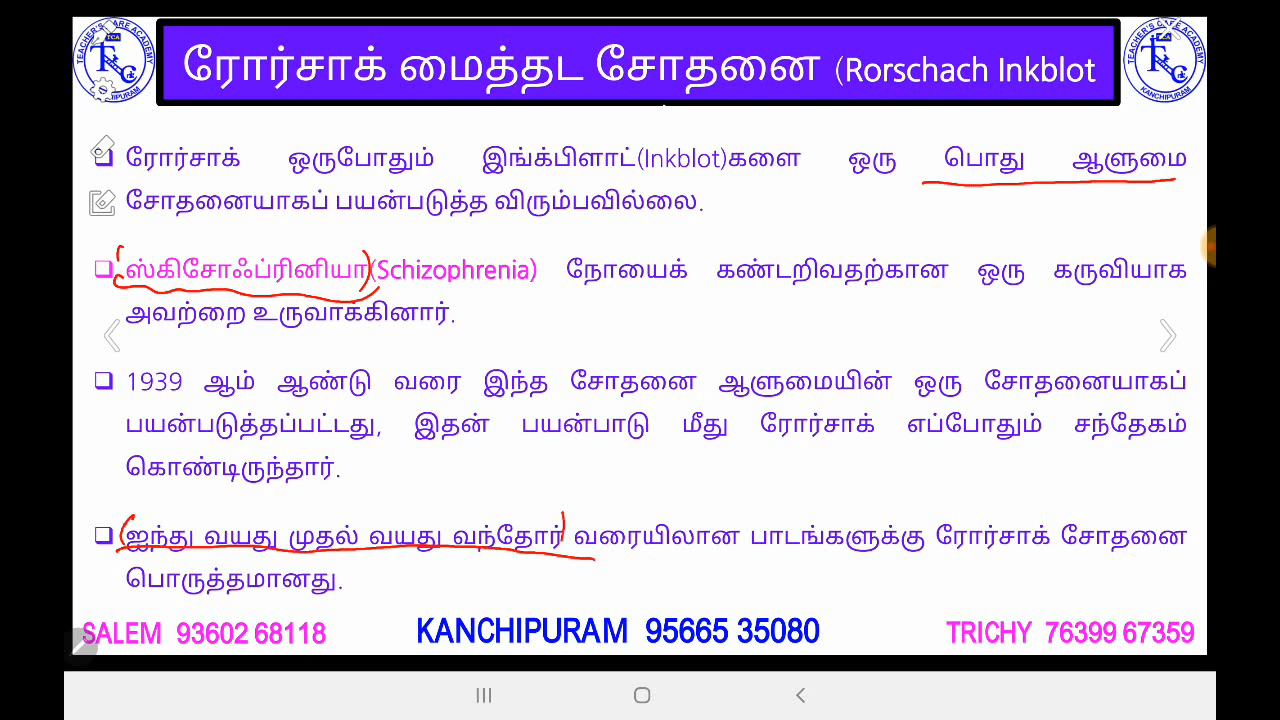 ரோர்சாக் மைத்தட சோதனை (Rorschach Inkblot
ரோர்சாக் ஒருபோதும் இங்க்பிளாட்(Inkblot)களை ஒரு பொது ஆளுமை
சோதனையாகப் பயன்படுத்த விரும்பவில்லை.
ஸ்கிசோஃப்ரினியா(Schizophrenia) நோயைக் கண்டறிவதற்கான ஒரு கருவியாக
அவற்றை உருவாக்கினார்.
1939 ஆம் ஆண்டு வரை இந்த சோதனை ஆளுமையின் ஒரு சோதனையாகப்
பயன்படுத்தப்பட்டது, இதன் பயன்பாடு மீது ரோர்சாக் எப்போதும் சந்தேகம்
கொண்டிருந்தார்.
ஐந்து வயது முதல் வயது வந்தோர் வரையிலான பாடங்களுக்கு ரோர்சாக் சோதனை
பொருத்தமானது.
SALEM 93602 68118 KANCHIPURAM 95665 35080 TRICHY 76399 67359